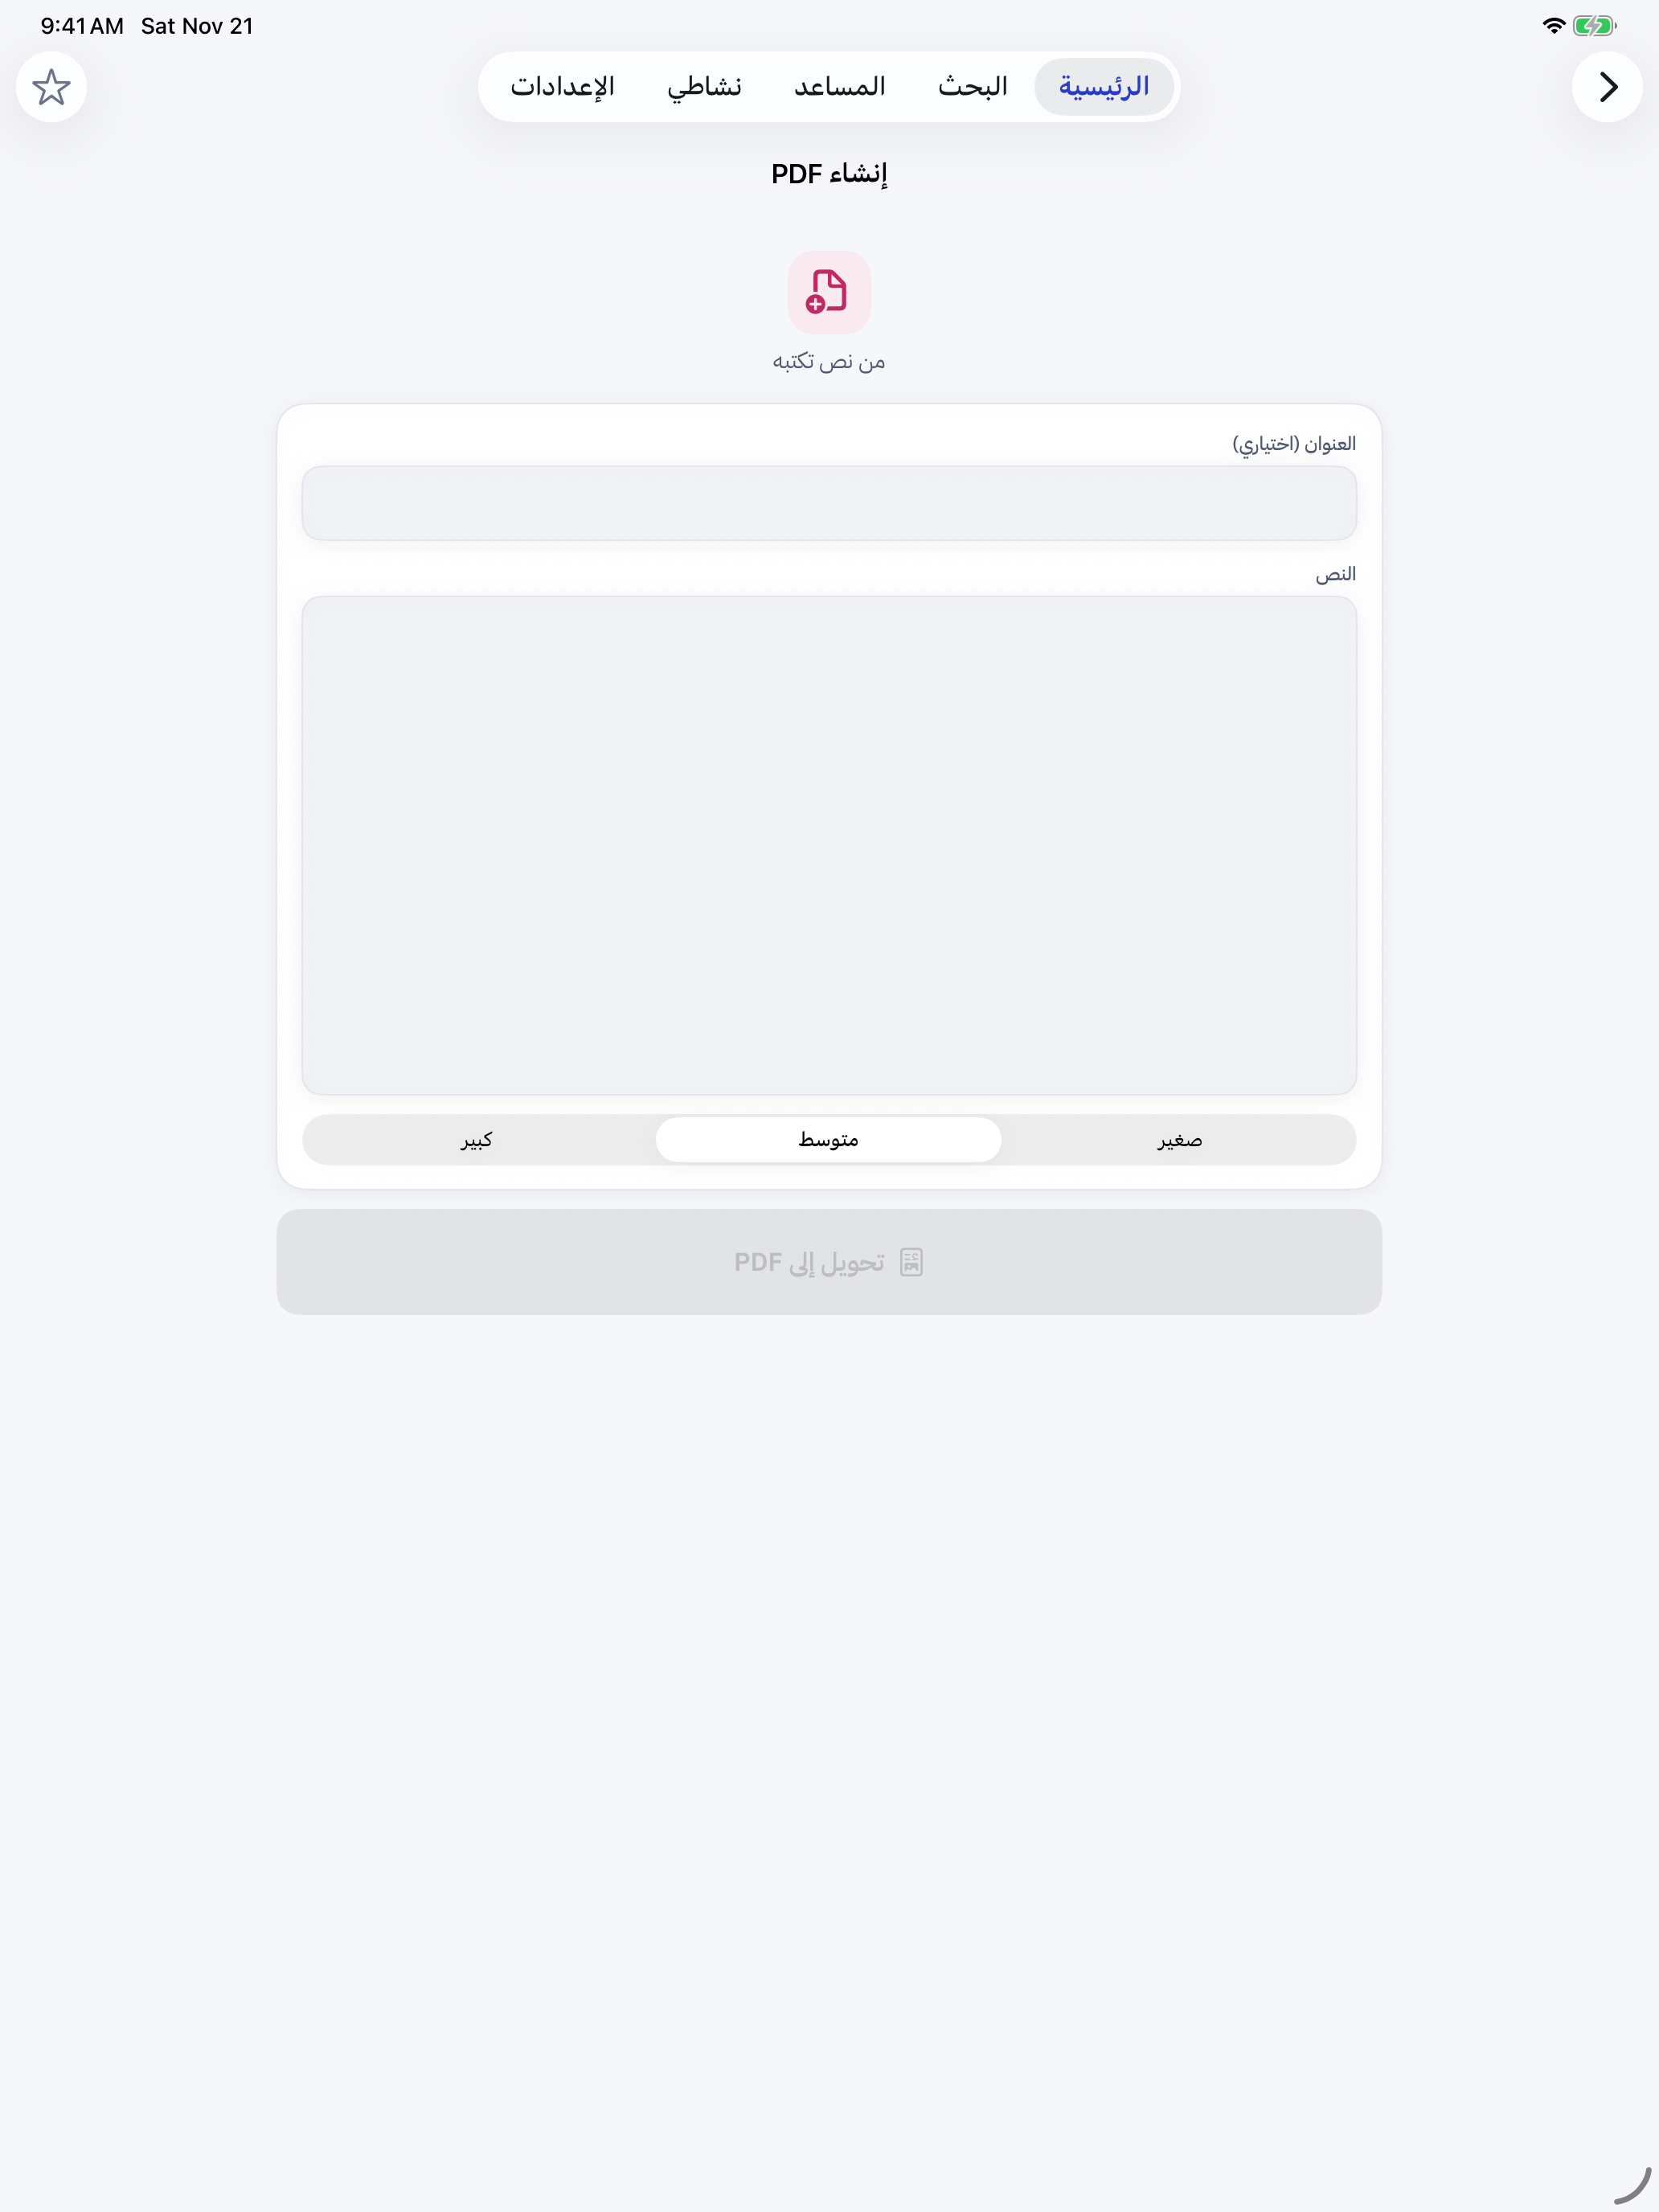 9:41 AM Sat Nov 21
الرئيسية البحث المساعد نشاطي الإعدادات
إنشاء PDF
من نص تكتبه
العنوان (اختياري)
النص
صغير متوسط كبير
تحويل إلى PDF